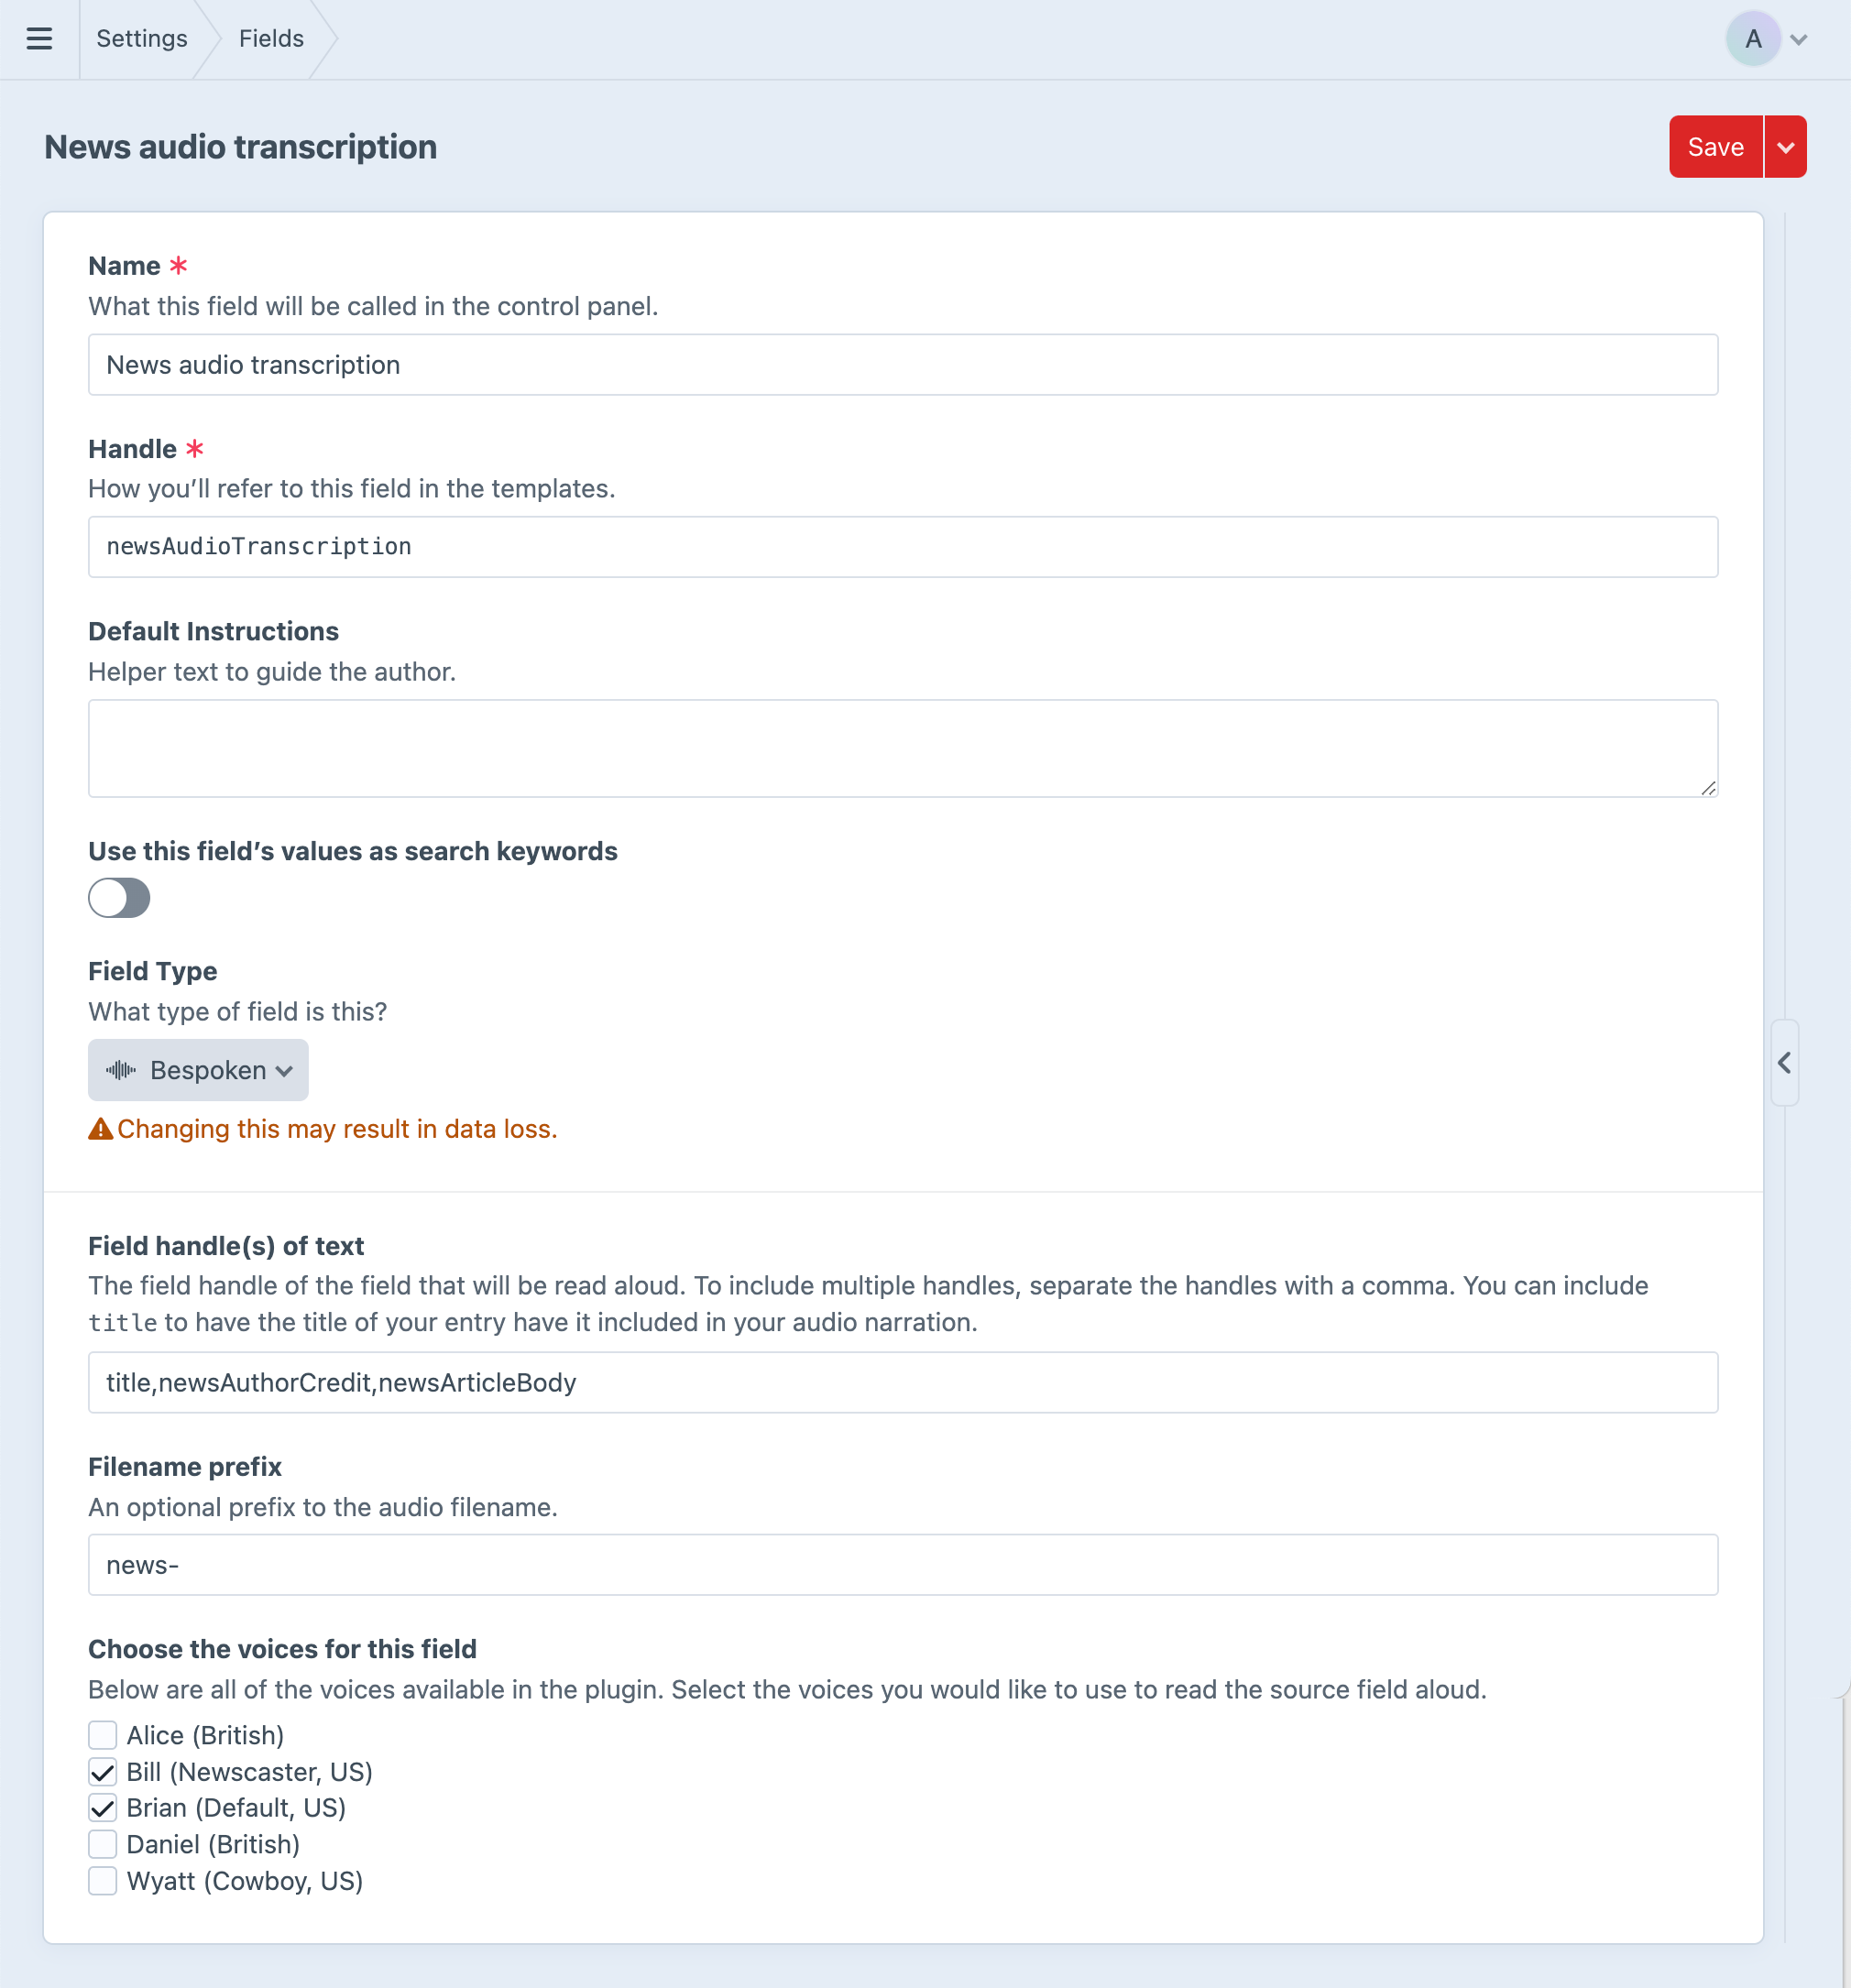 Settings
Fields
A
News audio transcription
Save
Name *
What this field will be called in the control panel.
News audio transcription
Handle *
How you’ll refer to this field in the templates.
newsAudioTranscription
Default Instructions
Helper text to guide the author.
Use this field’s values as search keywords
Field Type
What type of field is this?
Bespoken
Changing this may result in data loss.
Field handle(s) of text
The field handle of the field that will be read aloud. To include multiple handles, separate the handles with a comma. You can include
title to have the title of your entry have it included in your audio narration.
title,newsAuthorCredit,newsArticleBody
Filename prefix
An optional prefix to the audio filename.
news-
Choose the voices for this field
Below are all of the voices available in the plugin. Select the voices you would like to use to read the source field aloud.
Alice (British)
Bill (Newscaster, US)
Brian (Default, US)
Daniel (British)
Wyatt (Cowboy, US)